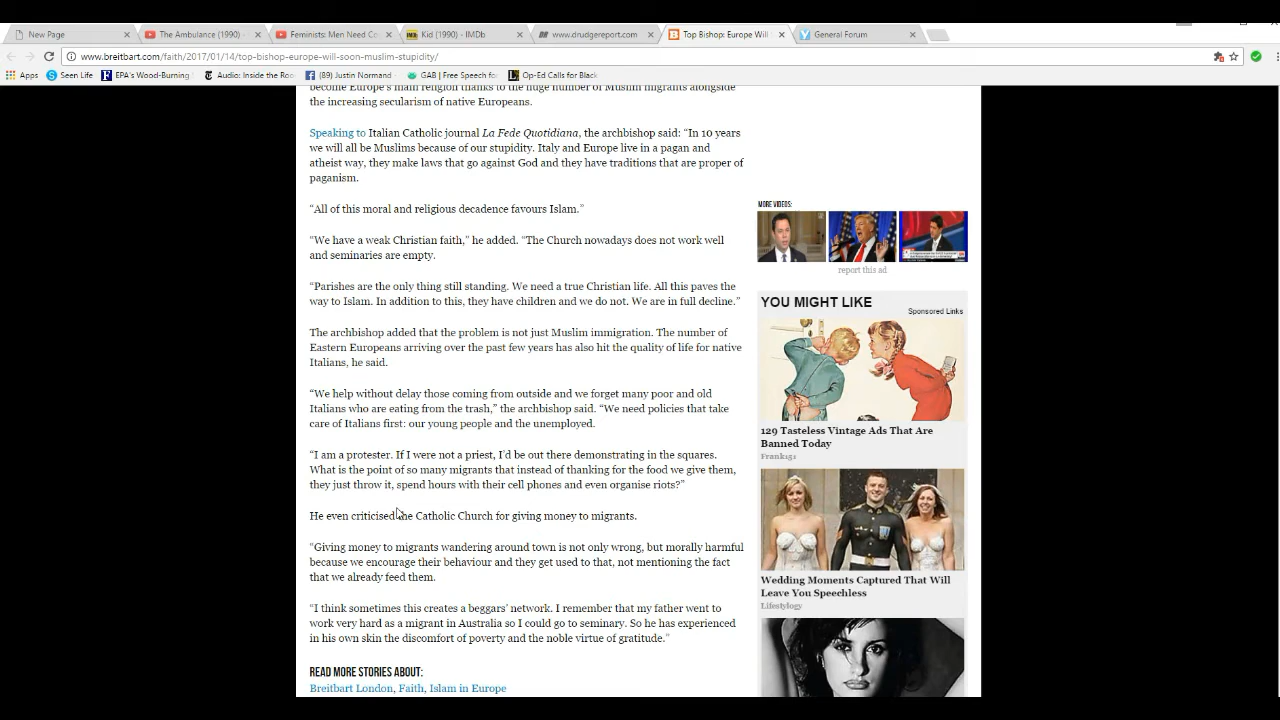 New Page
The Ambulance (1990) -
Feminists: Men Need Co
Kid (1990) - IMDb
www.drudgereport.com
Top Bishop: Europe Will
General Forum
www.breitbart.com/faith/2017/01/14/top-bishop-europe-will-soon-muslim-stupidity/
Apps
Seen Life
EPA's Wood-Burning
Audio: Inside the Ro
(89) Justin Normand
GAB | Free Speech fo
Op-Ed Calls for Black
become Europe's main religion thanks to the huge number of Muslim migrants alongside
the increasing secularism of native Europeans.
Speaking to Italian Catholic journal La Fede Quotidiana, the archbishop said: “In 10 years
we will all be Muslims because of our stupidity. Italy and Europe live in a pagan and
atheist way, they make laws that go against God and they have traditions that are proper of
paganism.
“All of this moral and religious decadence favours Islam.”
“We have a weak Christian faith,” he added. “The Church nowadays does not work well
and seminaries are empty.
“Parishes are the only thing still standing. We need a true Christian life. All this paves the
way to Islam. In addition to this, they have children and we do not. We are in full decline.”
The archbishop added that the problem is not just Muslim immigration. The number of
Eastern Europeans arriving over the past few years has also hit the quality of life for native
Italians, he said.
“We help without delay those coming from outside and we forget many poor and old
Italians who are eating from the trash,” the archbishop said. “We need policies that take
care of Italians first: our young people and the unemployed.
“I am a protester. If I were not a priest, I’d be out there demonstrating in the squares.
What is the point of so many migrants that instead of thanking for the food we give them,
they just throw it, spend hours with their cell phones and even organise riots?”
He even criticised the Catholic Church for giving money to migrants.
“Giving money to migrants wandering around town is not only wrong, but morally harmful
because we encourage their behaviour and they get used to that, not mentioning the fact
that we already feed them.
“I think sometimes this creates a beggars’ network. I remember that my father went to
work very hard as a migrant in Australia so I could go to seminary. So he has experienced
in his own skin the discomfort of poverty and the noble virtue of gratitude.”
READ MORE STORIES ABOUT:
Breitbart London, Faith, Islam in Europe
MORE VIDEOS:
report this ad
YOU MIGHT LIKE
Sponsored Links
129 Tasteless Vintage Ads That Are
Banned Today
Frank151
Wedding Moments Captured That Will
Leave You Speechless
Lifestylogy